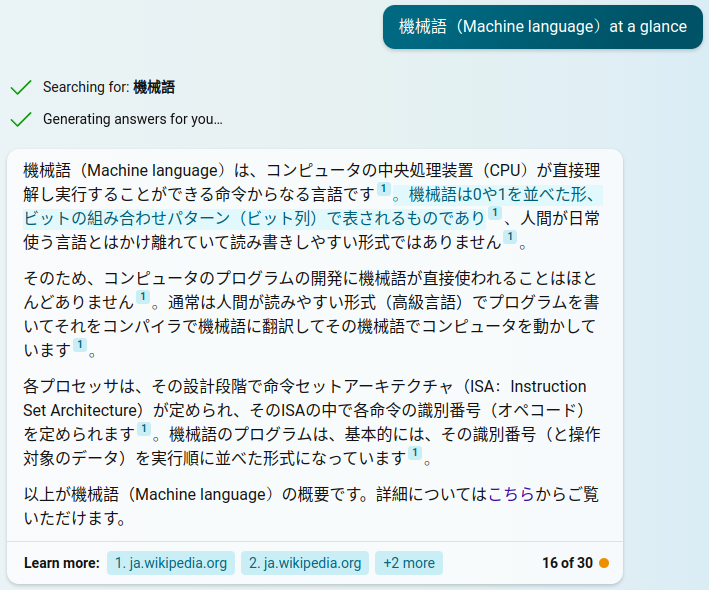 機械語（Machine language）at a glance
Searching for: 機械語
Generating answers for you…
機械語（Machine language）は、コンピュータの中央処理装置（CPU）が直接理
解し実行することができる命令からなる言語です 1 。機械語は0や1を並べた形、
ビットの組み合わせパターン（ビット列）で表されるものであり 1 、人間が日常
使う言語とはかけ離れていて読み書きしやすい形式ではありません 1 。
そのため、コンピュータのプログラムの開発に機械語が直接使われることはほと
んどありません 1 。通常は人間が読みやすい形式（高級言語）でプログラムを書
いてそれをコンパイラで機械語に翻訳してその機械語でコンピュータを動かして
います 1 。
各プロセッサは、その設計段階で命令セットアーキテクチャ（ISA：Instruction
Set Architecture）が定められ、そのISAの中で各命令の識別番号（オペコード）
を定められます 1 。機械語のプログラムは、基本的には、その識別番号（と操作
対象のデータ）を実行順に並べた形式になっています 1 。
以上が機械語（Machine language）の概要です。詳細についてはこちらからご覧
いただけます。
Learn more: 1. ja.wikipedia.org 2. ja.wikipedia.org +2 more 16 of 30